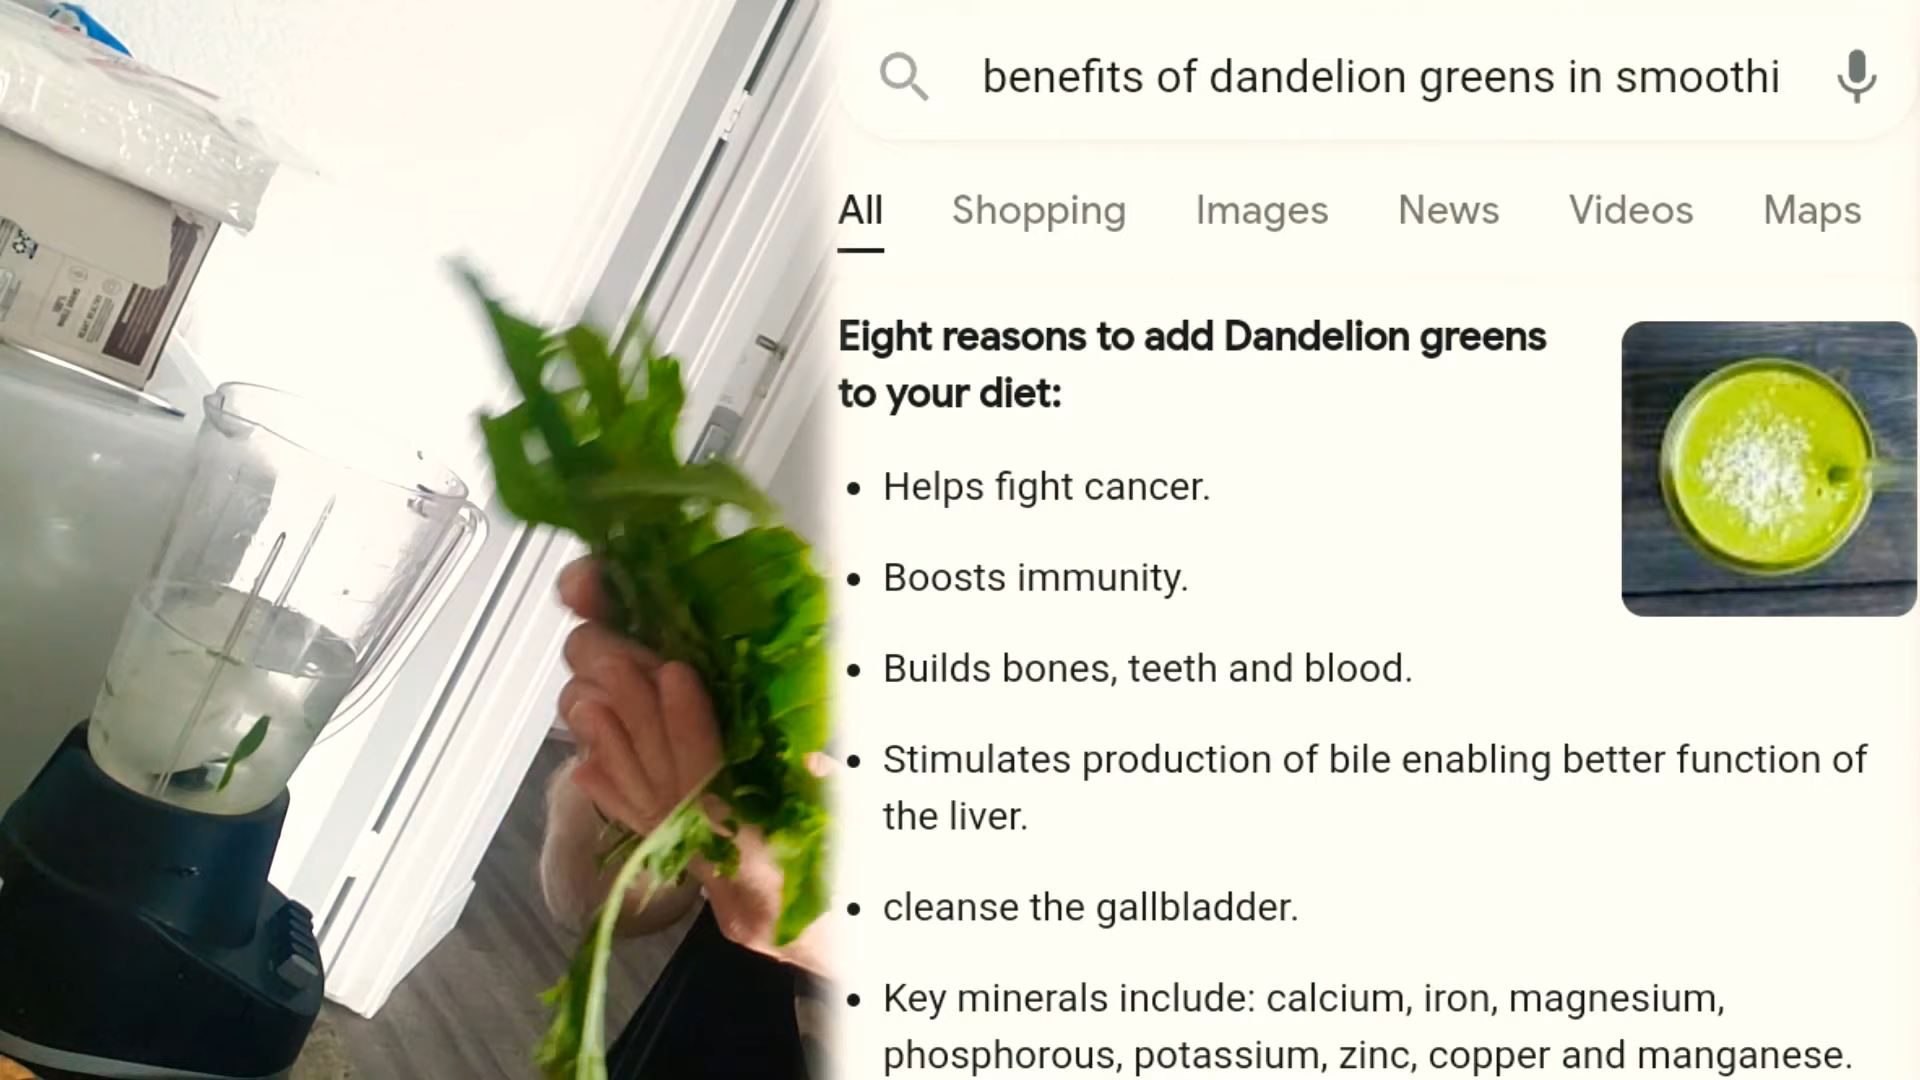 benefits of dandelion greens in smoothi
All Shopping Images News Videos Maps
Eight reasons to add Dandelion greens
to your diet:
• Helps fight cancer.
• Boosts immunity.
• Builds bones, teeth and blood.
• Stimulates production of bile enabling better function of
the liver.
• cleanse the gallbladder.
• Key minerals include: calcium, iron, magnesium,
phosphorous, potassium, zinc, copper and manganese.